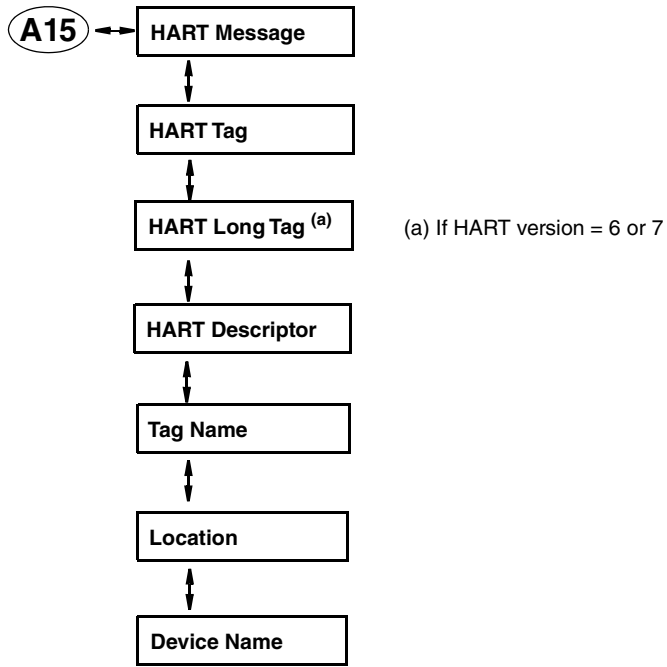 A15
HART Message
HART Tag
HART Long Tag (a)
(a) If HART version = 6 or 7
HART Descriptor
Tag Name
Location
Device Name